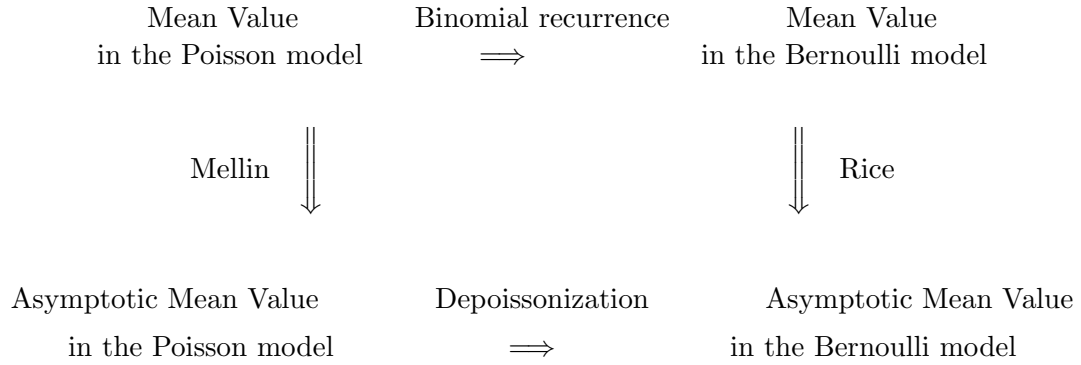 Mean Value Binomial recurrence Mean Value
in the Poisson model ⟹ in the Bernoulli model
Mellin Rice
Asymptotic Mean Value Depoissonization Asymptotic Mean Value
in the Poisson model ⟹ in the Bernoulli model